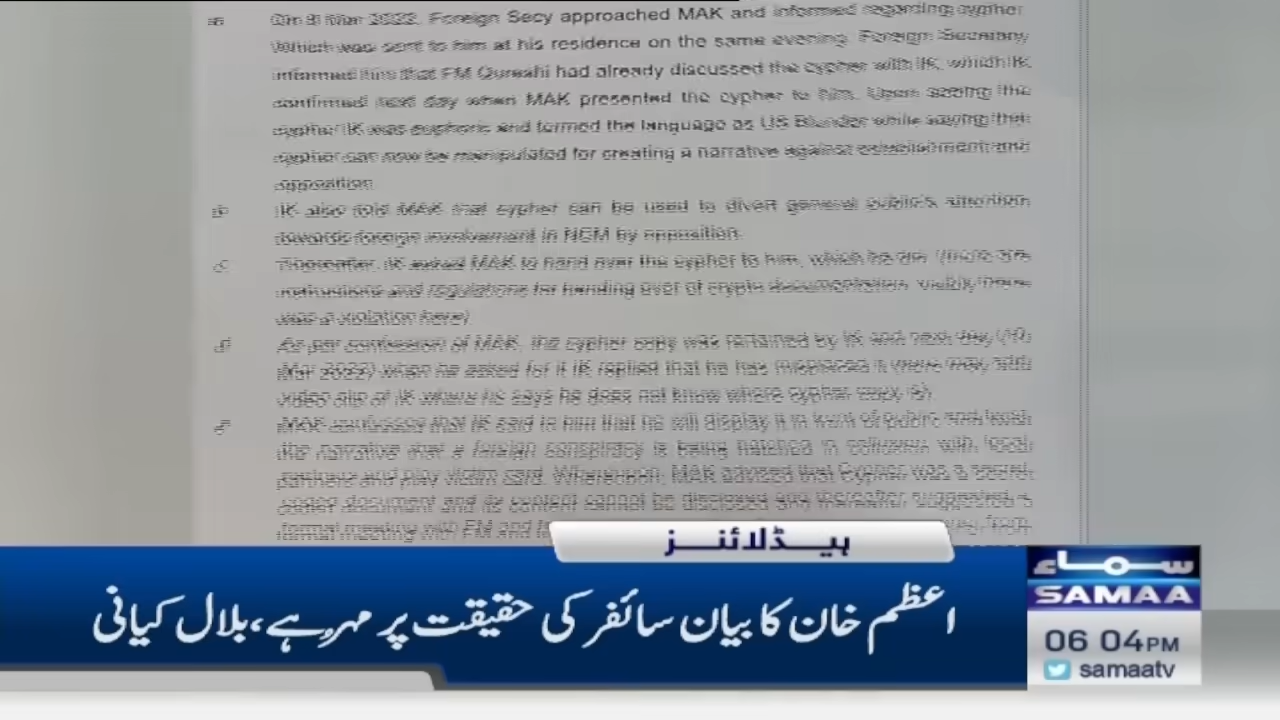 a On 8 Mar 2022, Foreign Secy approached MAK and informed regarding cypher
Which was sent to him at his residence on the same evening. Foreign Secretary
informed him that FM Qureshi had already discussed the cypher with IK, which IK
confirmed next day when MAK presented the cypher to him. Upon seeing the
cypher IK was euphoric and termed the language as US Blunder while saying that
cypher can now be manipulated for creating a narrative against establishment and
opposition.
b IK also told MAK that cypher can be used to divert general public's attention
towards foreign involvement in NCM by opposition.
c Thereafter, IK asked MAK to hand over the cypher to him, which he did (there are
instructions and regulations for handing over of crypto documentation, visibly there
was a violation here)
d As per confession of MAK, the cypher copy was retained by IK and next day (10
Mar 2022) when he asked for it IK replied that he has misplaced it (here may add
video clip of IK where he says he does not know where cypher copy is).
e MAK confesses that IK said to him that he will display it in front of public and twist
the narrative that a foreign conspiracy is being hatched in collusion with local
partners and play victim card. Whereupon, MAK advised that Cypher was a secret
coded document and its content cannot be disclosed and thereafter suggested a
formal meeting with FM and from
ہیڈلائنز
اعظم خان کا بیان سائفر کی حقیقت پر مہر ہے، بلال کیانی
سماء
SAMAA
06 04PM
samaatv